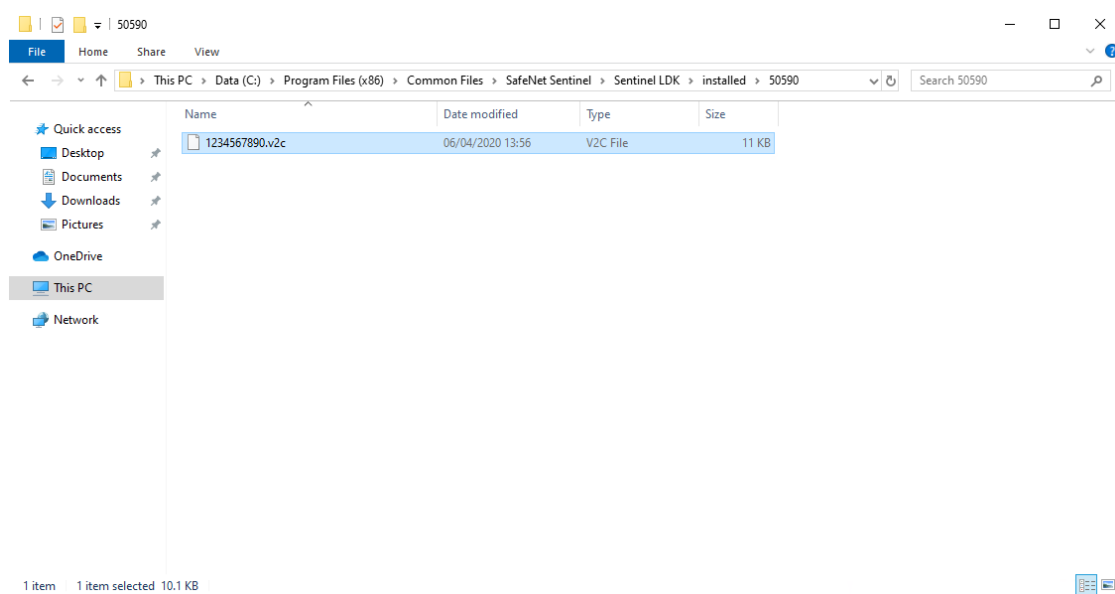 50590
File Home Share View
This PC > Data (C:) > Program Files (x86) > Common Files > SafeNet Sentinel > Sentinel LDK > installed > 50590 Search 50590
Name Date modified Type Size
1234567890.v2c 06/04/2020 13:56 V2C File 11 KB
Quick access
Desktop
Documents
Downloads
Pictures
OneDrive
This PC
Network
1 item 1 item selected 10.1 KB